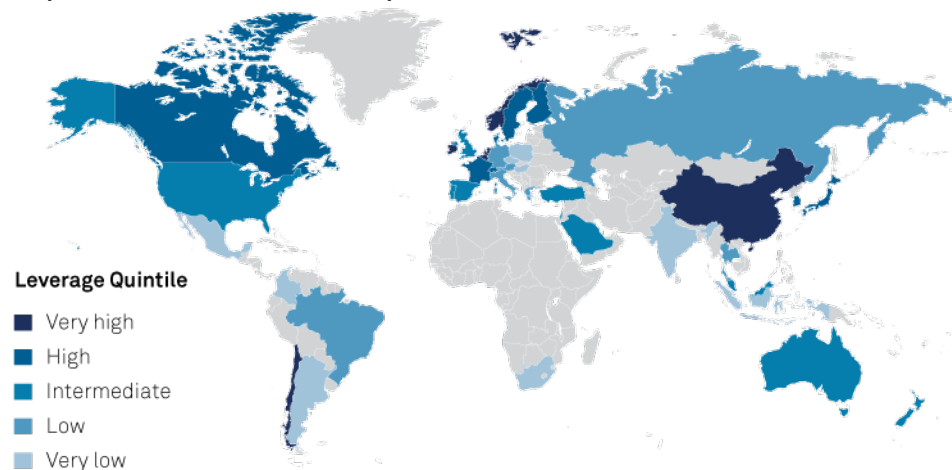 Leverage Quintile
Very high
High
Intermediate
Low
Very low